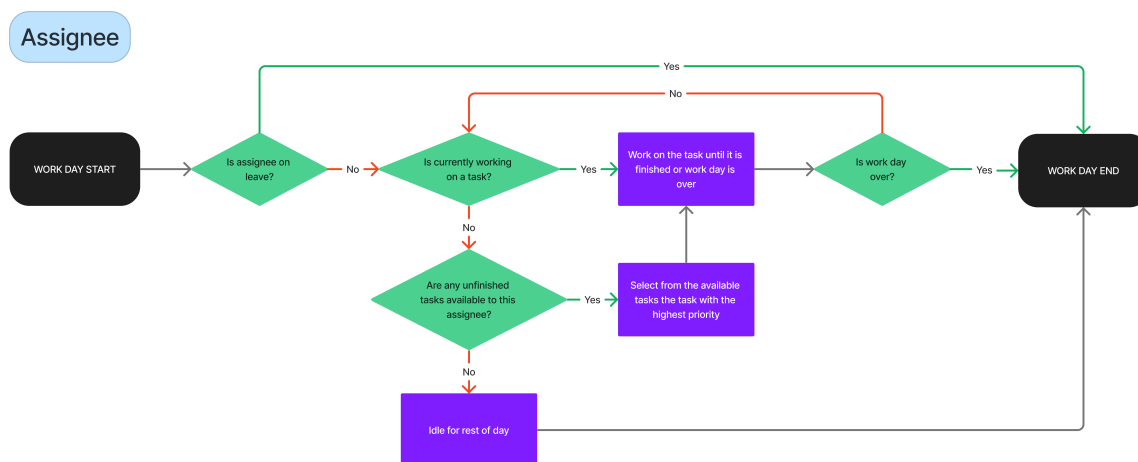 Assignee
Yes
No
WORK DAY START
Is assignee on
leave?
No
Is currently working
on a task?
Yes
Work on the task until it is
finished or work day is
over
Is work day
over?
Yes
WORK DAY END
No
Are any unfinished
tasks available to this
assignee?
Yes
Select from the available
tasks the task with the
highest priority
No
Idle for rest of day